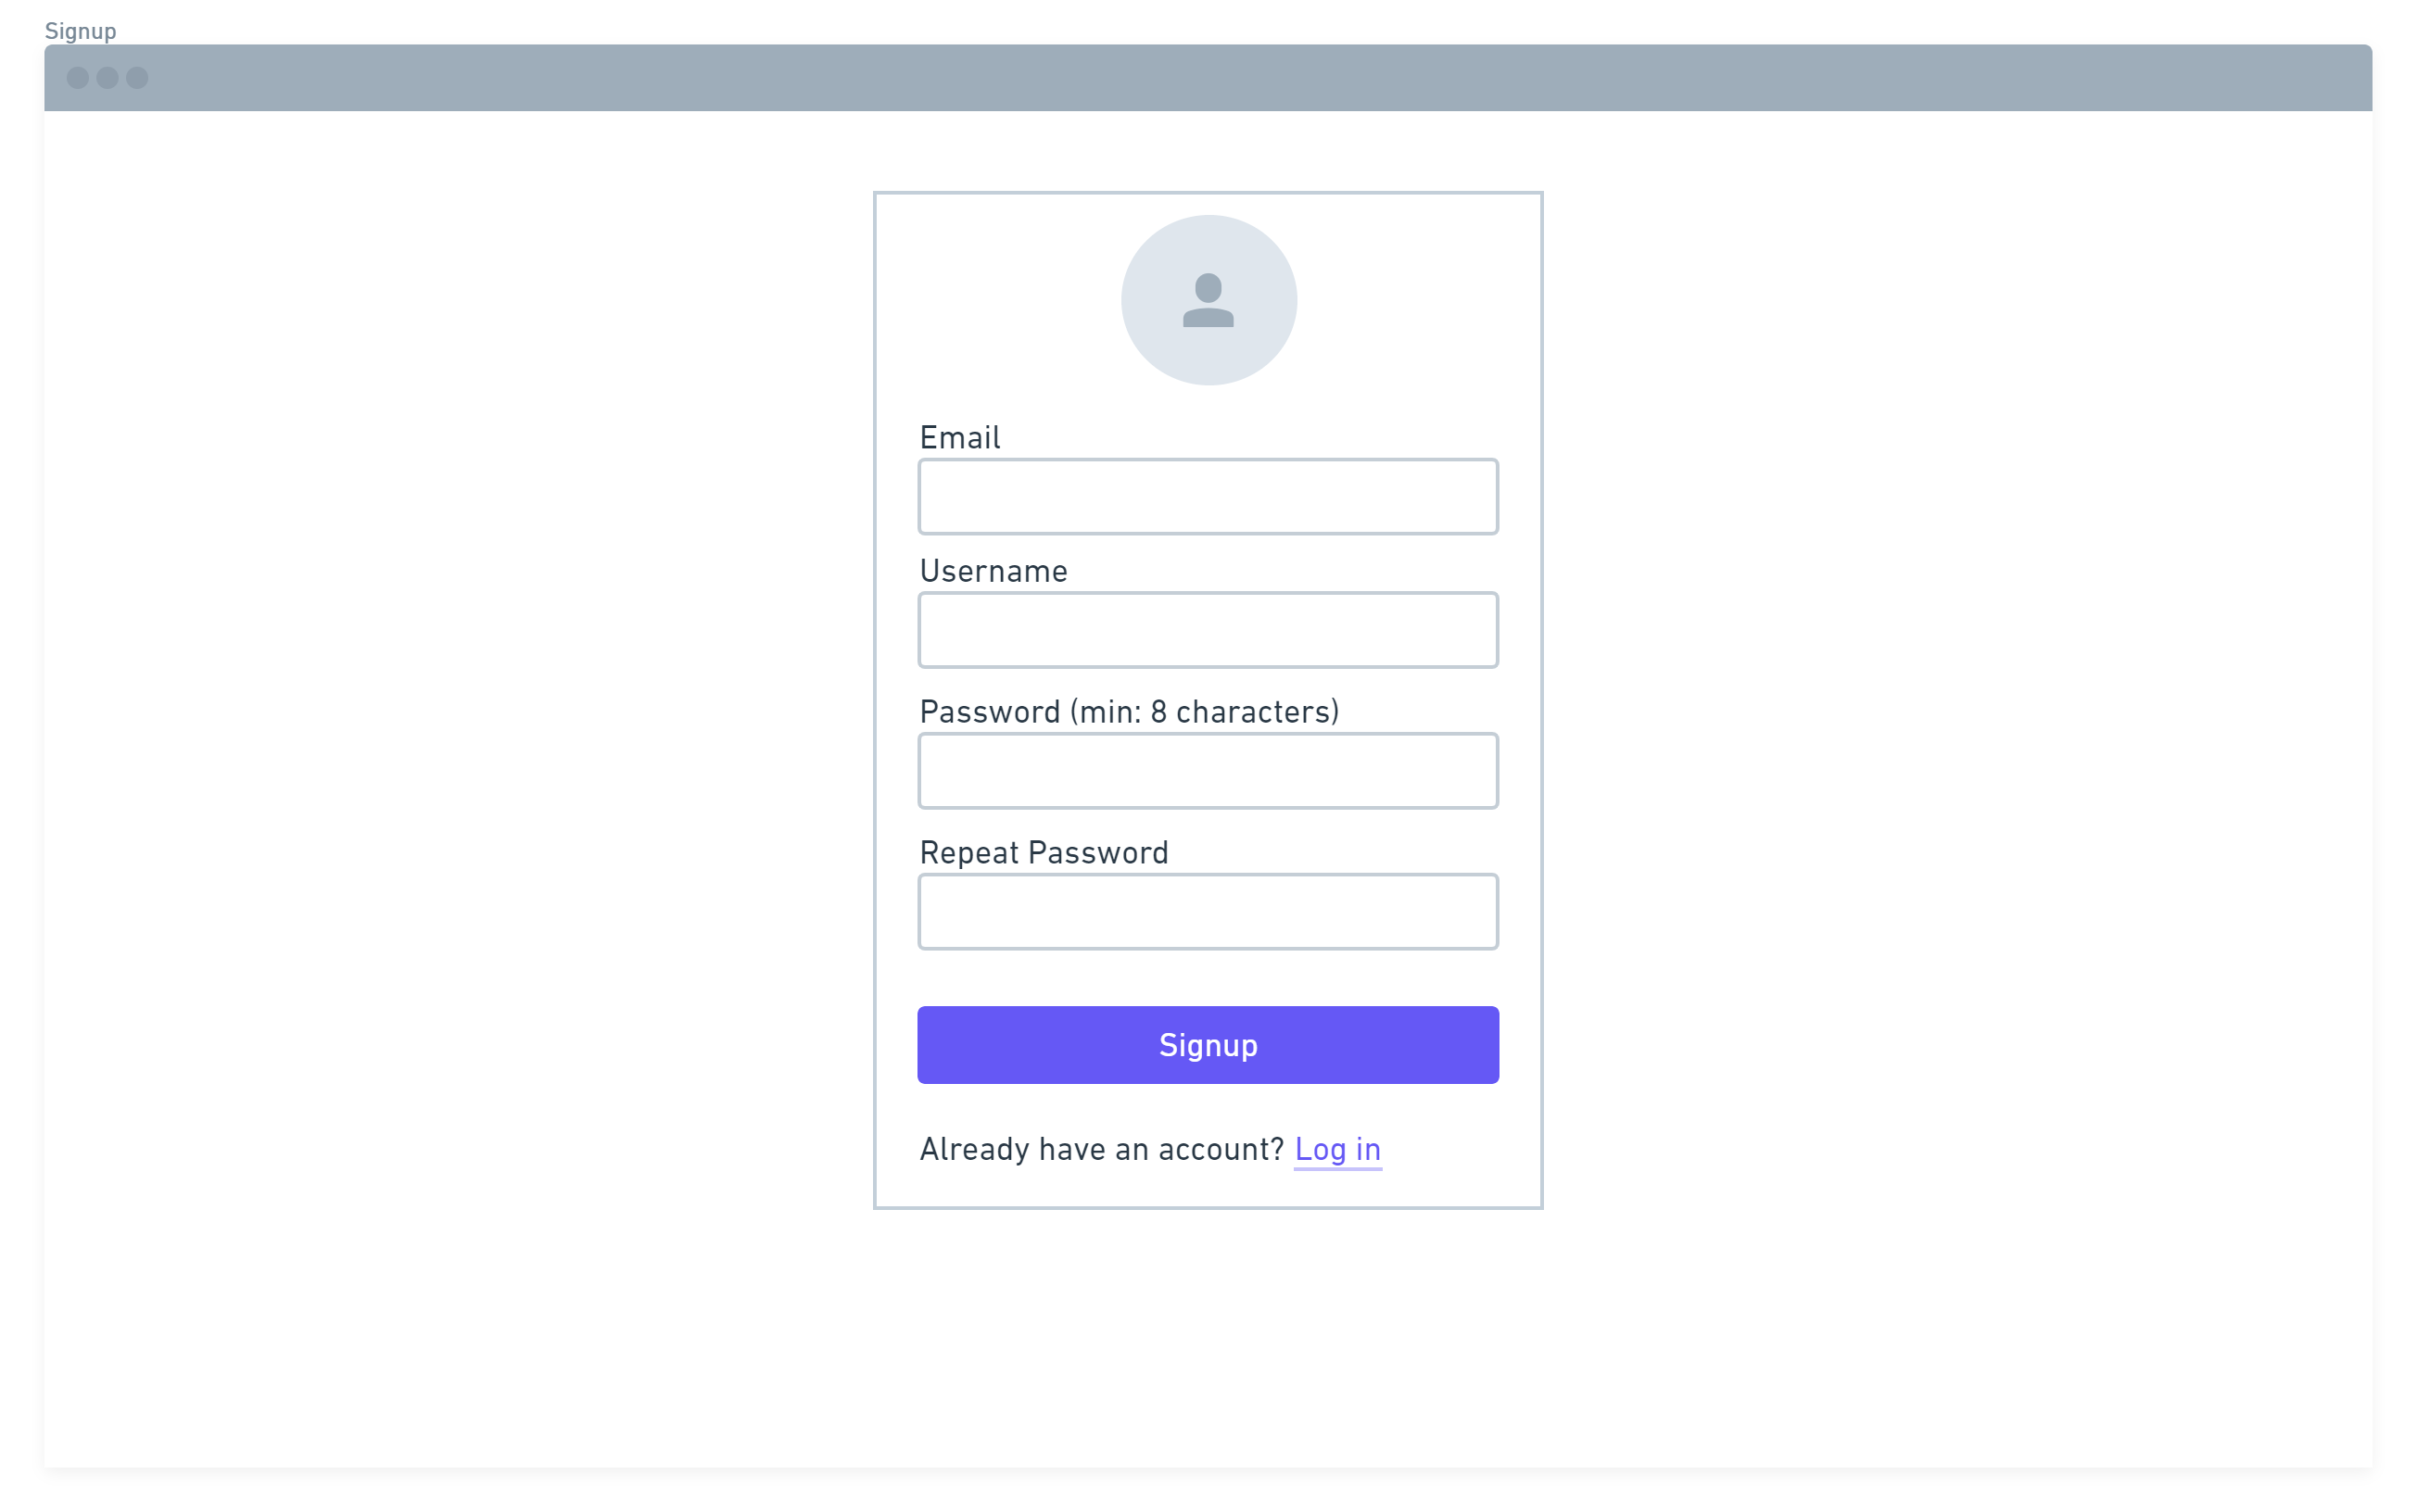 Signup
Email
Username
Password (min: 8 characters)
Repeat Password
Signup
Already have an account? Log in